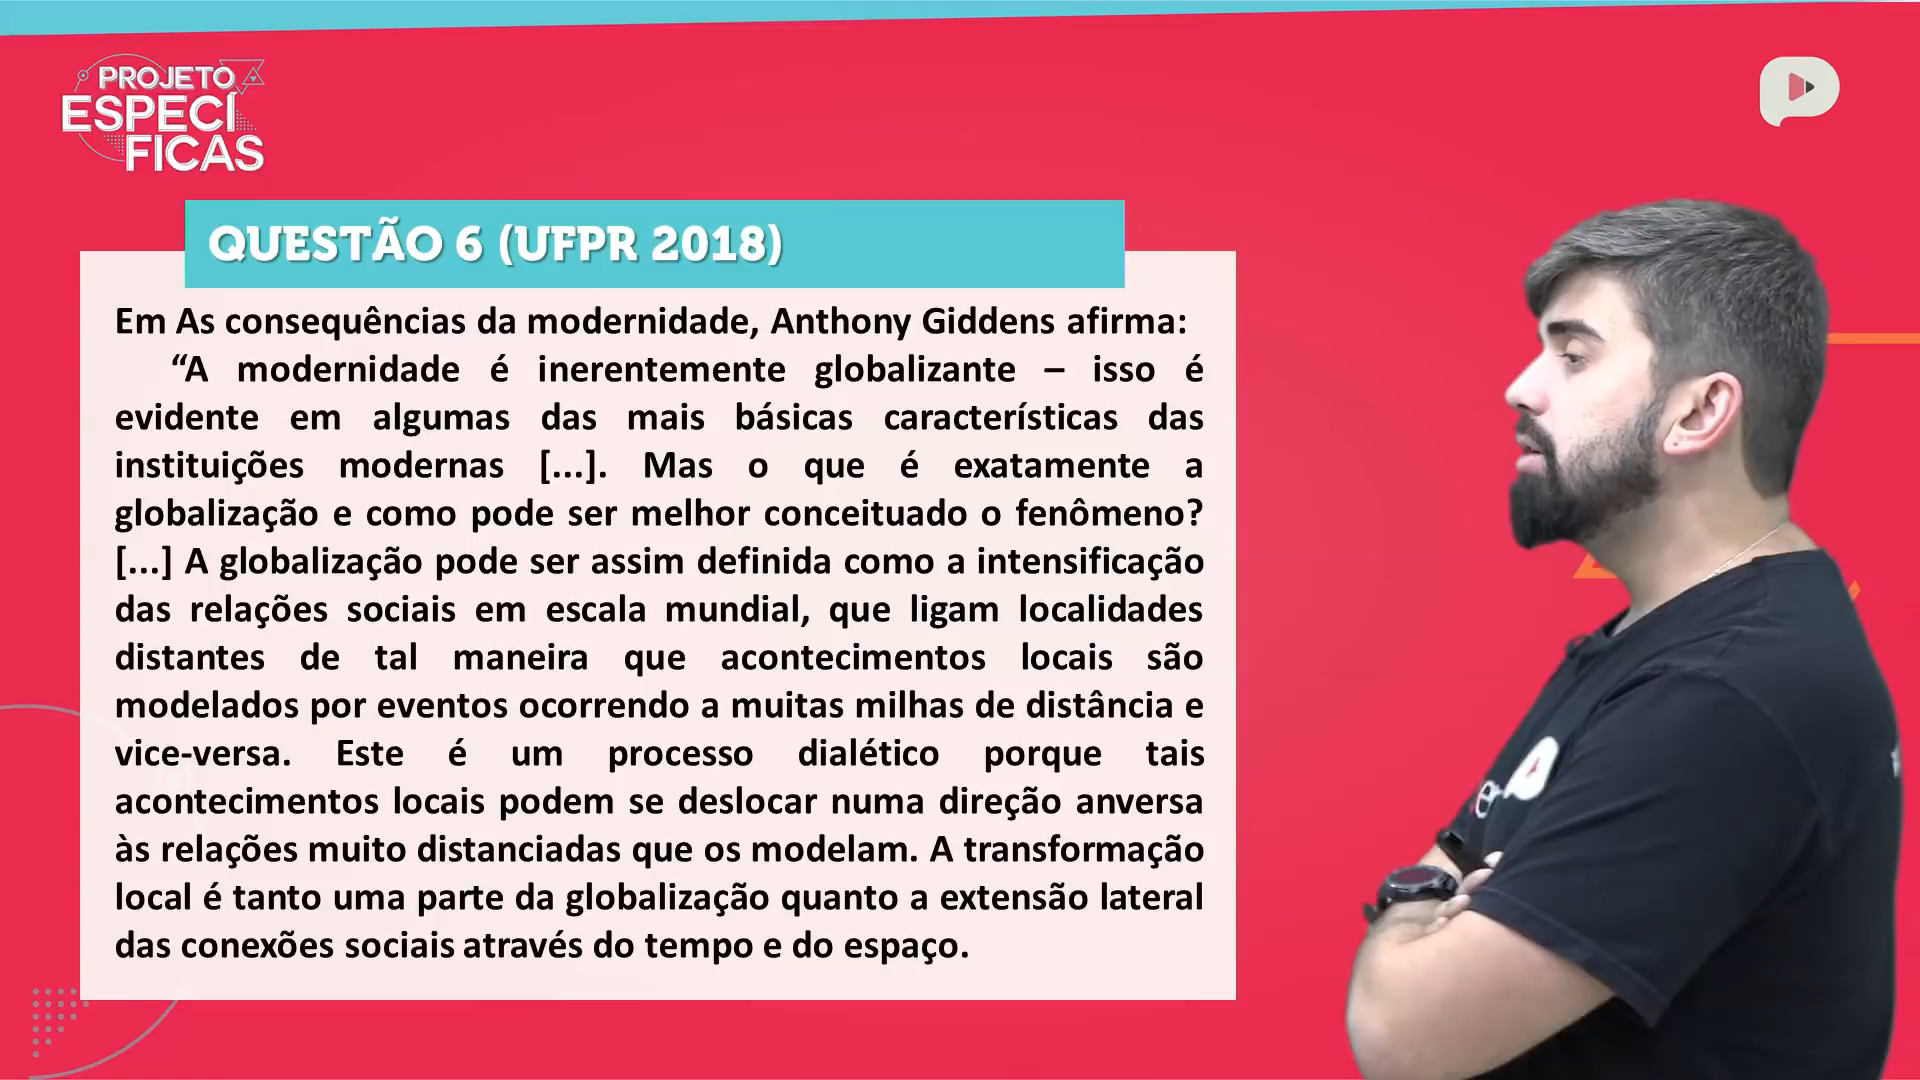 PROJETO
ESPECÍ
FICAS
QUESTÃO 6 (UFPR 2018)
Em As consequências da modernidade, Anthony Giddens afirma:
“A modernidade é inerentemente globalizante – isso é
evidente em algumas das mais básicas características das
instituições modernas [...]. Mas o que é exatamente a
globalização e como pode ser melhor conceituado o fenômeno?
[...] A globalização pode ser assim definida como a intensificação
das relações sociais em escala mundial, que ligam localidades
distantes de tal maneira que acontecimentos locais são
modelados por eventos ocorrendo a muitas milhas de distância e
vice-versa. Este é um processo dialético porque tais
acontecimentos locais podem se deslocar numa direção anversa
às relações muito distanciadas que os modelam. A transformação
local é tanto uma parte da globalização quanto a extensão lateral
das conexões sociais através do tempo e do espaço.